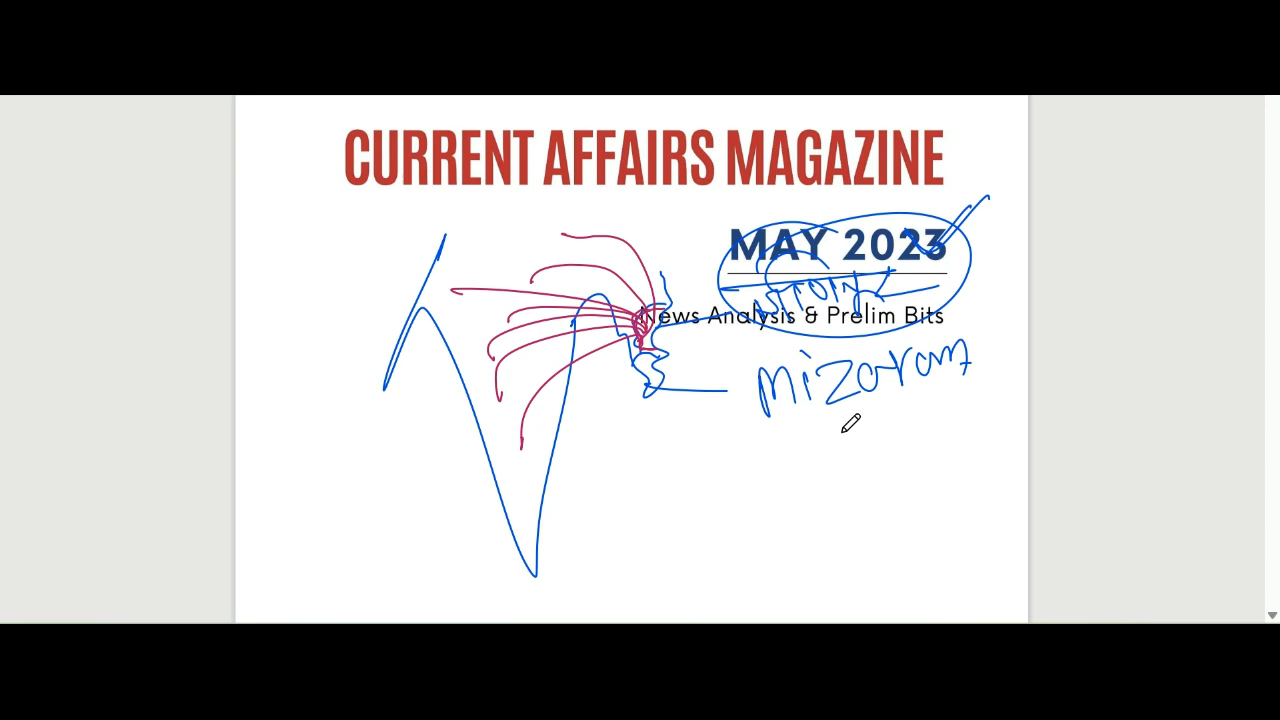 CURRENT AFFAIRS MAGAZINE
MAY 2023
News Analysis & Prelim Bits
Mizoram